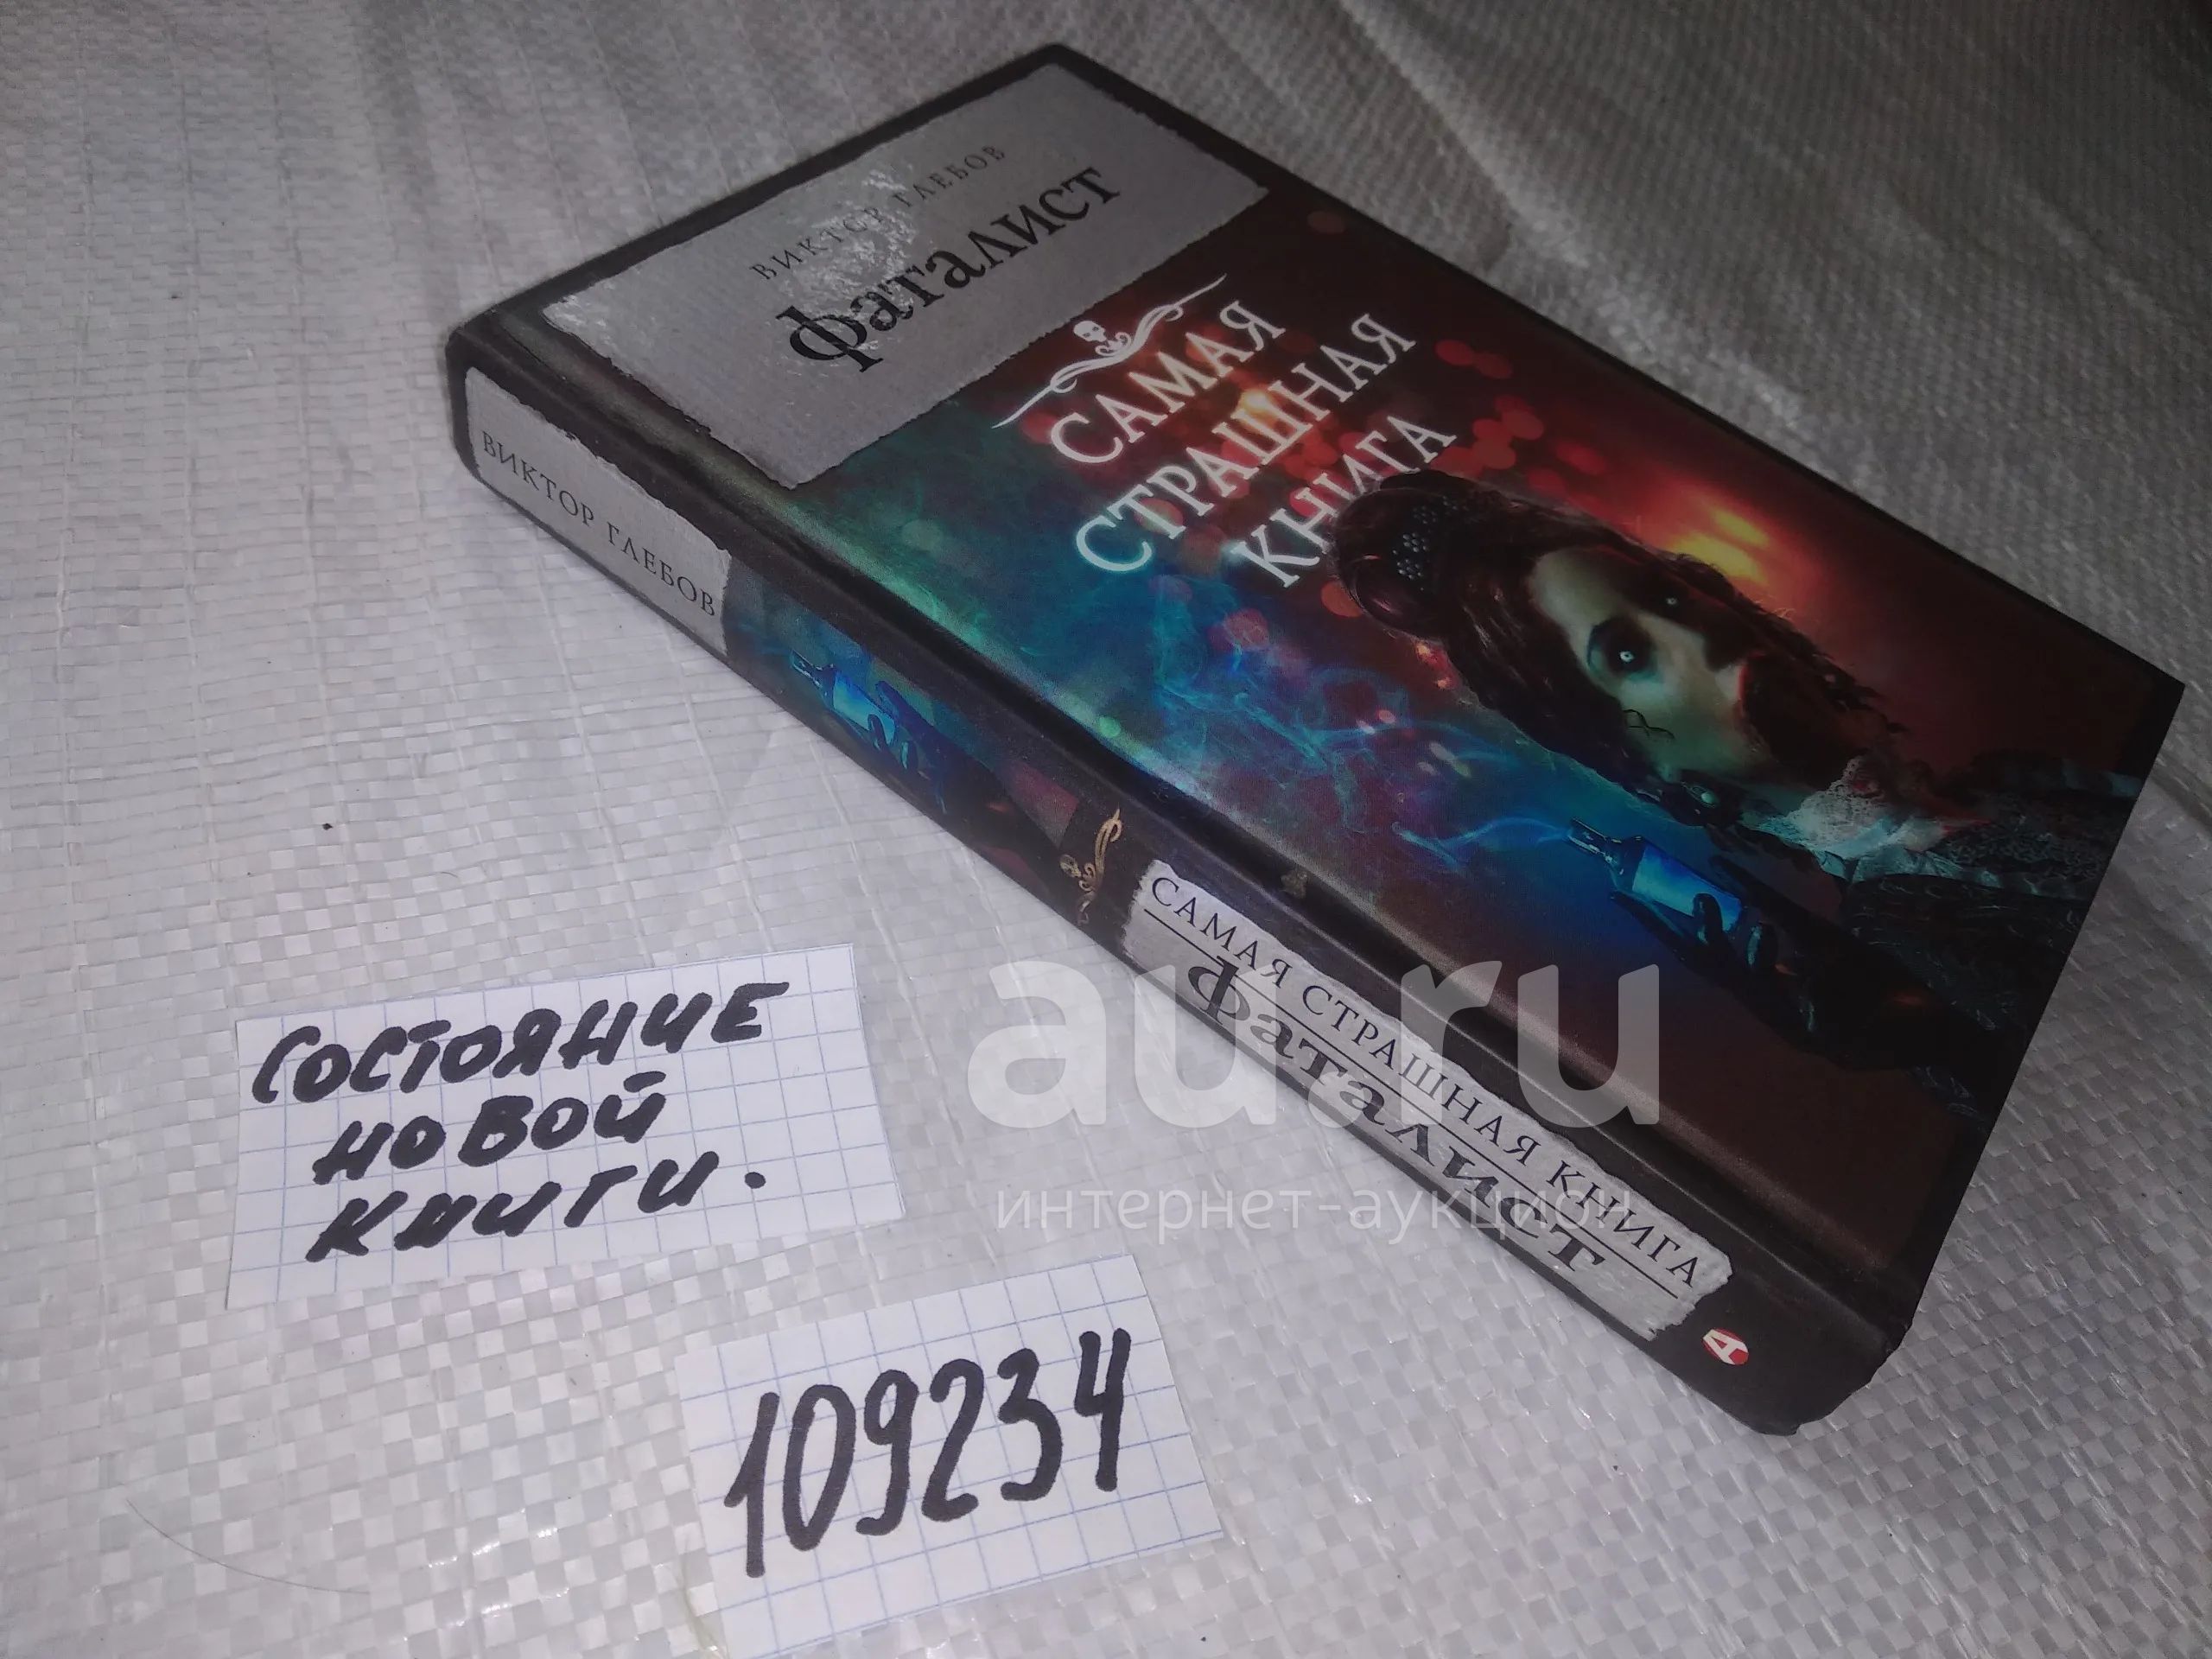 ВИКТОР ГЛЕБОВ
Фаталист
САМАЯ
СТРАШНАЯ
КНИГА
ВИКТОР ГЛЕБОВ
САМАЯ СТРАШНАЯ КНИГА
Фаталист
А
au.ru
интернет-аукцион
СОСТОЯНИЕ
НОВОЙ
КНИГИ.
109234